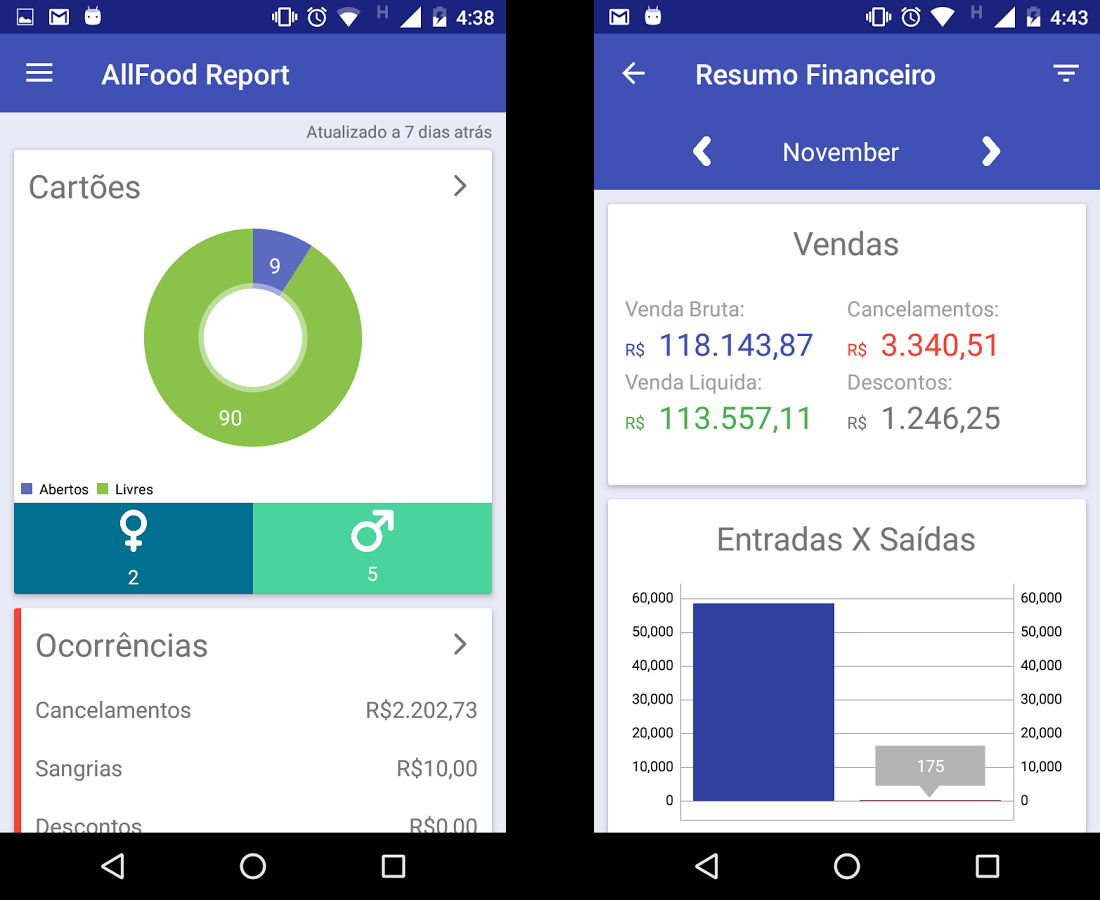 4:38
AllFood Report
Atualizado a 7 dias atrás
Cartões
9
90
Abertos Livres
2 5
Ocorrências
Cancelamentos R$2.202,73
Sangrias R$10,00
Descontos R$0,00
H 4:43
Resumo Financeiro
November
Vendas
Venda Bruta: Cancelamentos:
R$ 118.143,87 R$ 3.340,51
Venda Liquida: Descontos:
R$ 113.557,11 R$ 1.246,25
Entradas X Saídas
60,000 60,000
50,000 50,000
40,000 40,000
30,000 30,000
20,000 20,000
10,000 175 10,000
0 0